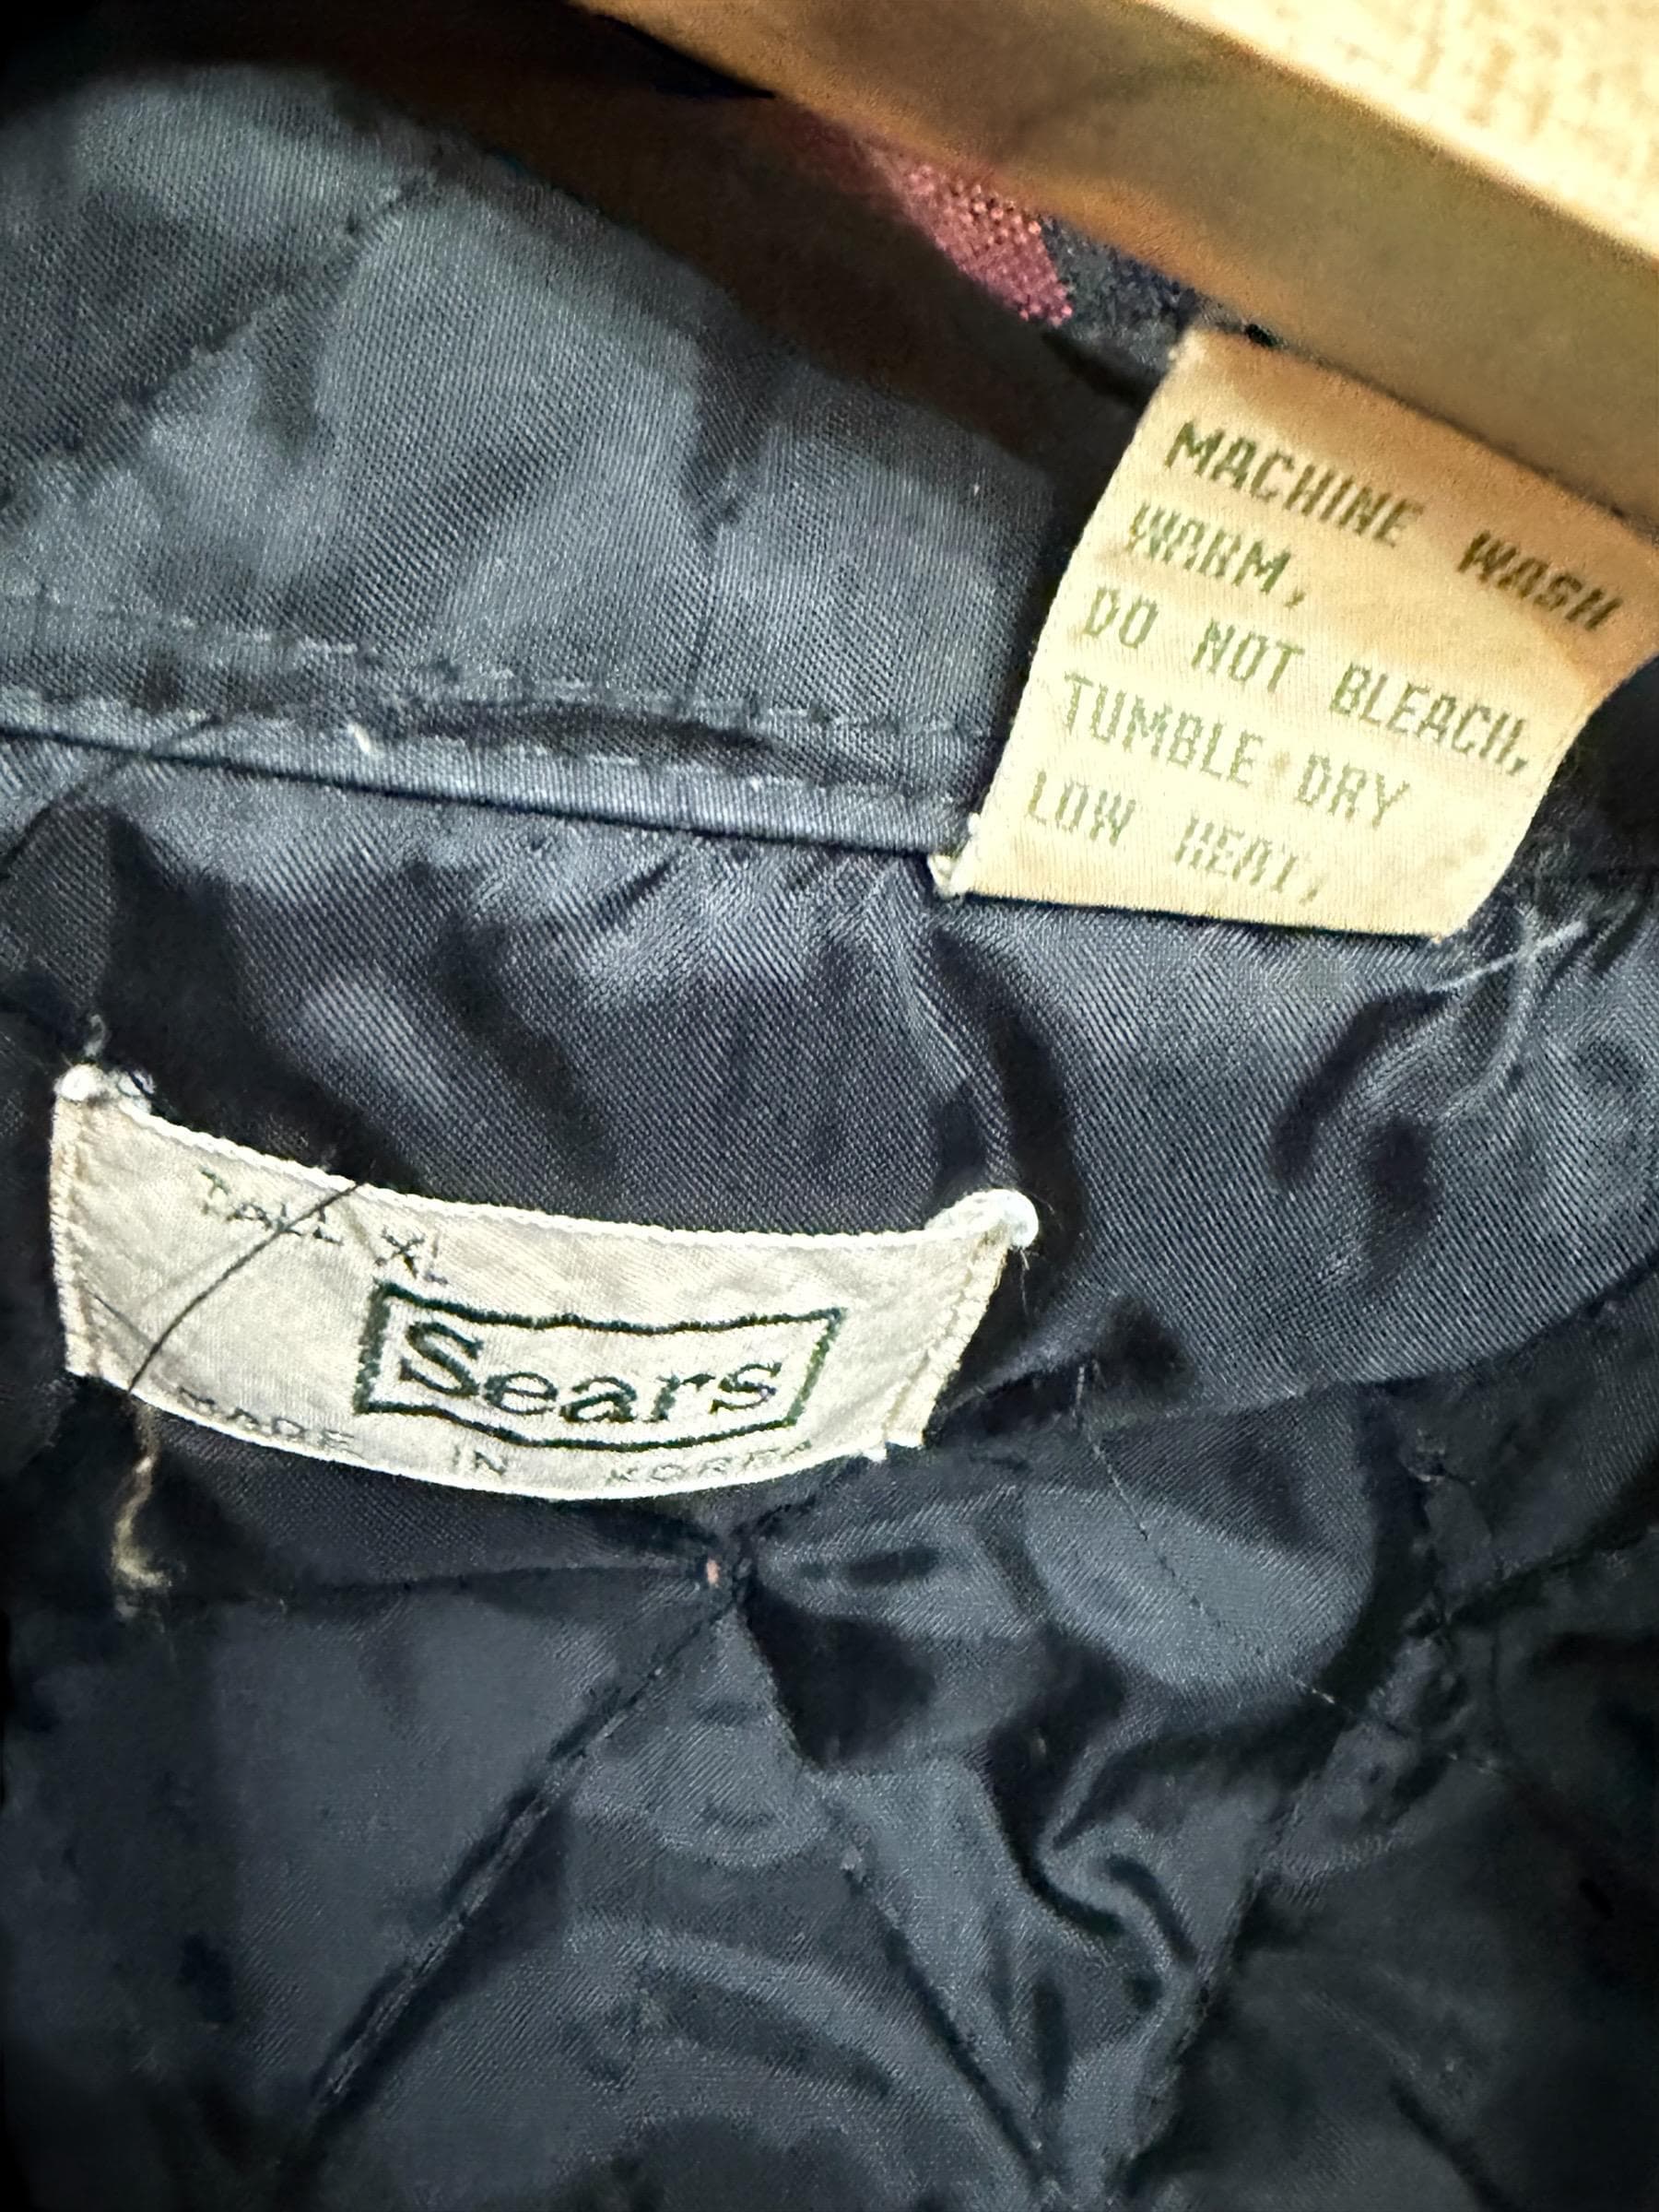 MACHINE WASH
WARM,
DO NOT BLEACH,
TUMBLE DRY
LOW HEAT,
TALL XL
Sears
MADE IN KOREA